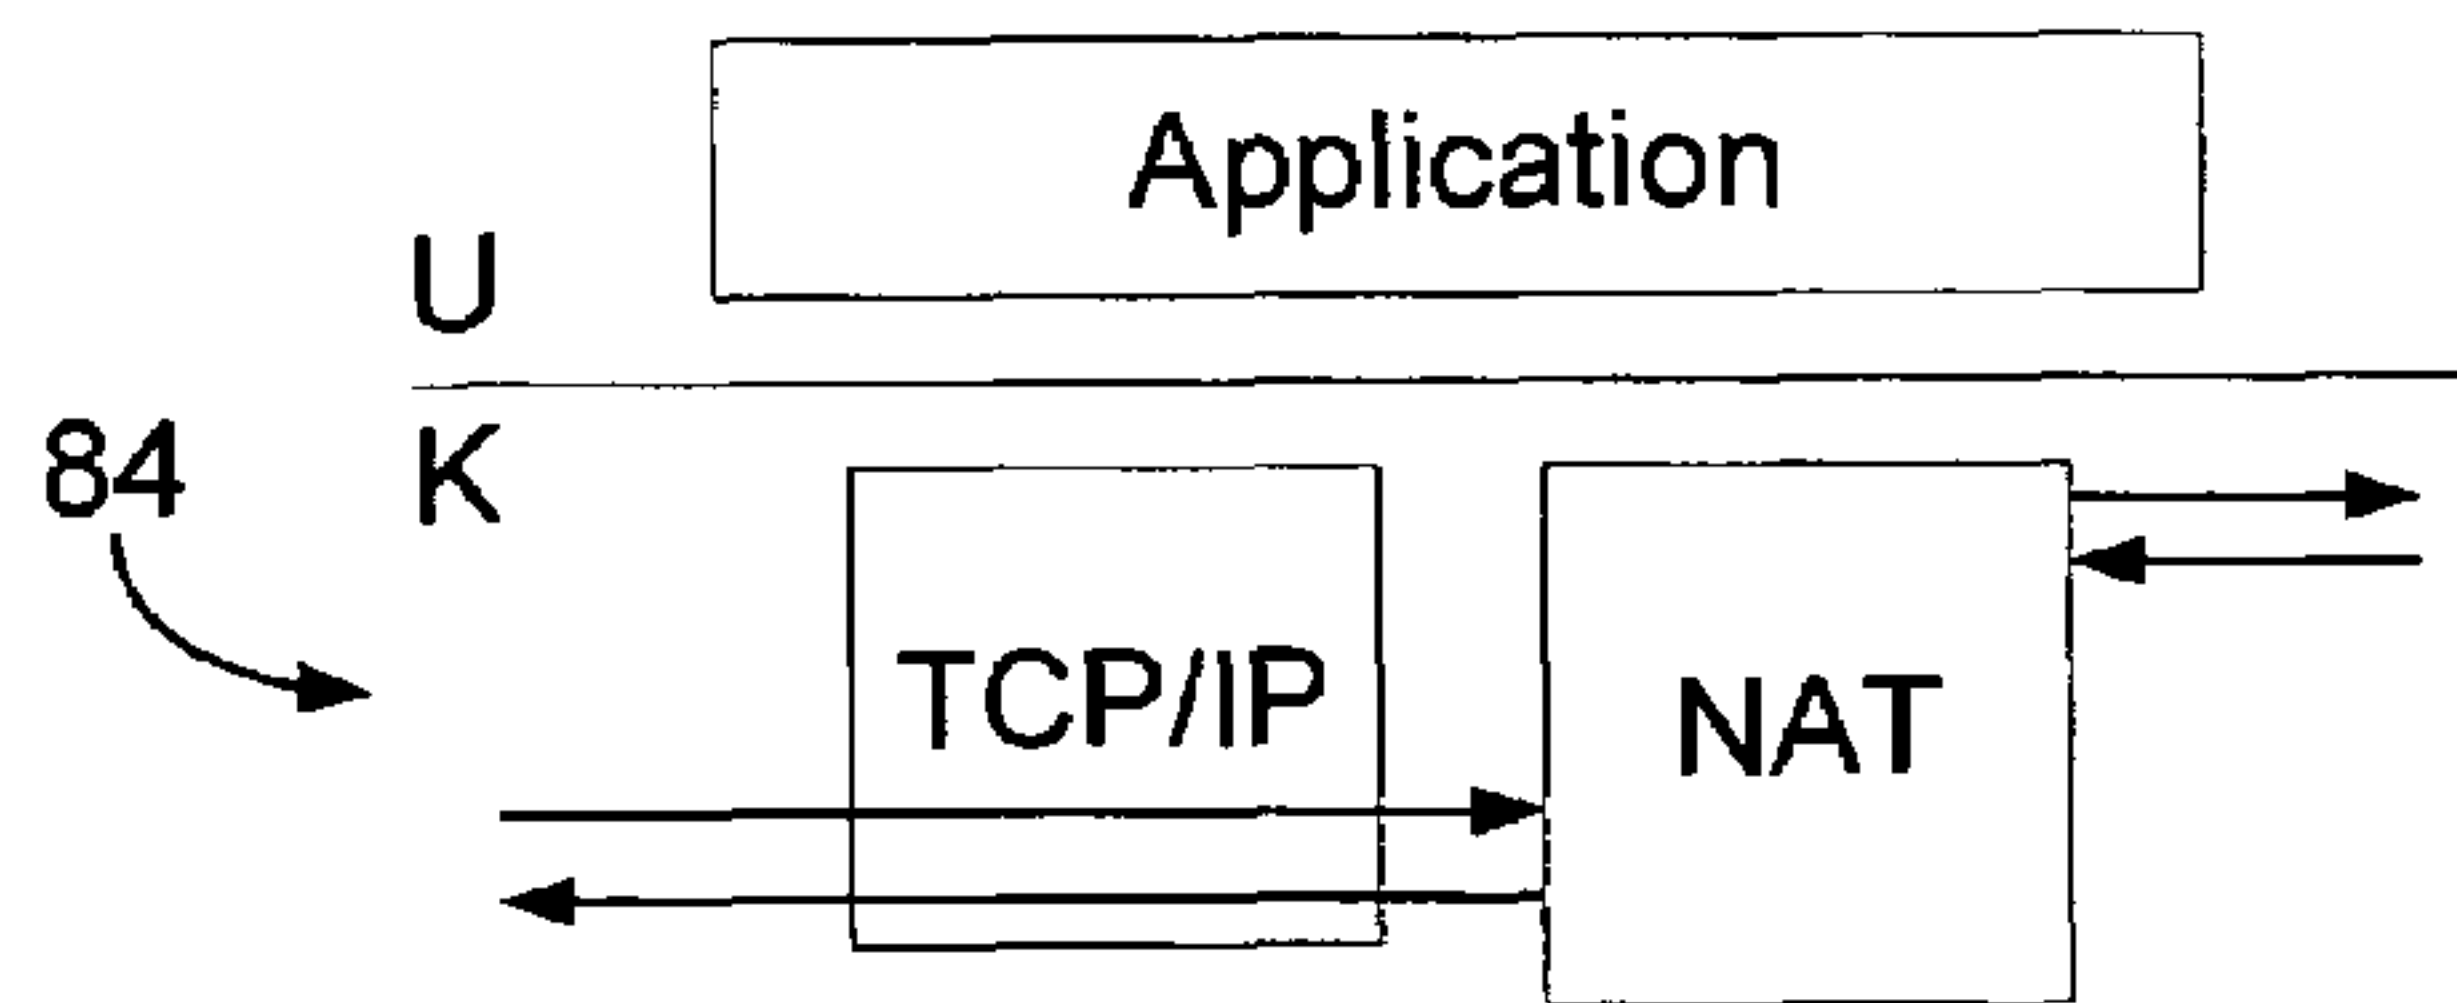 Application
U
84
K
TCP/IP
NAT